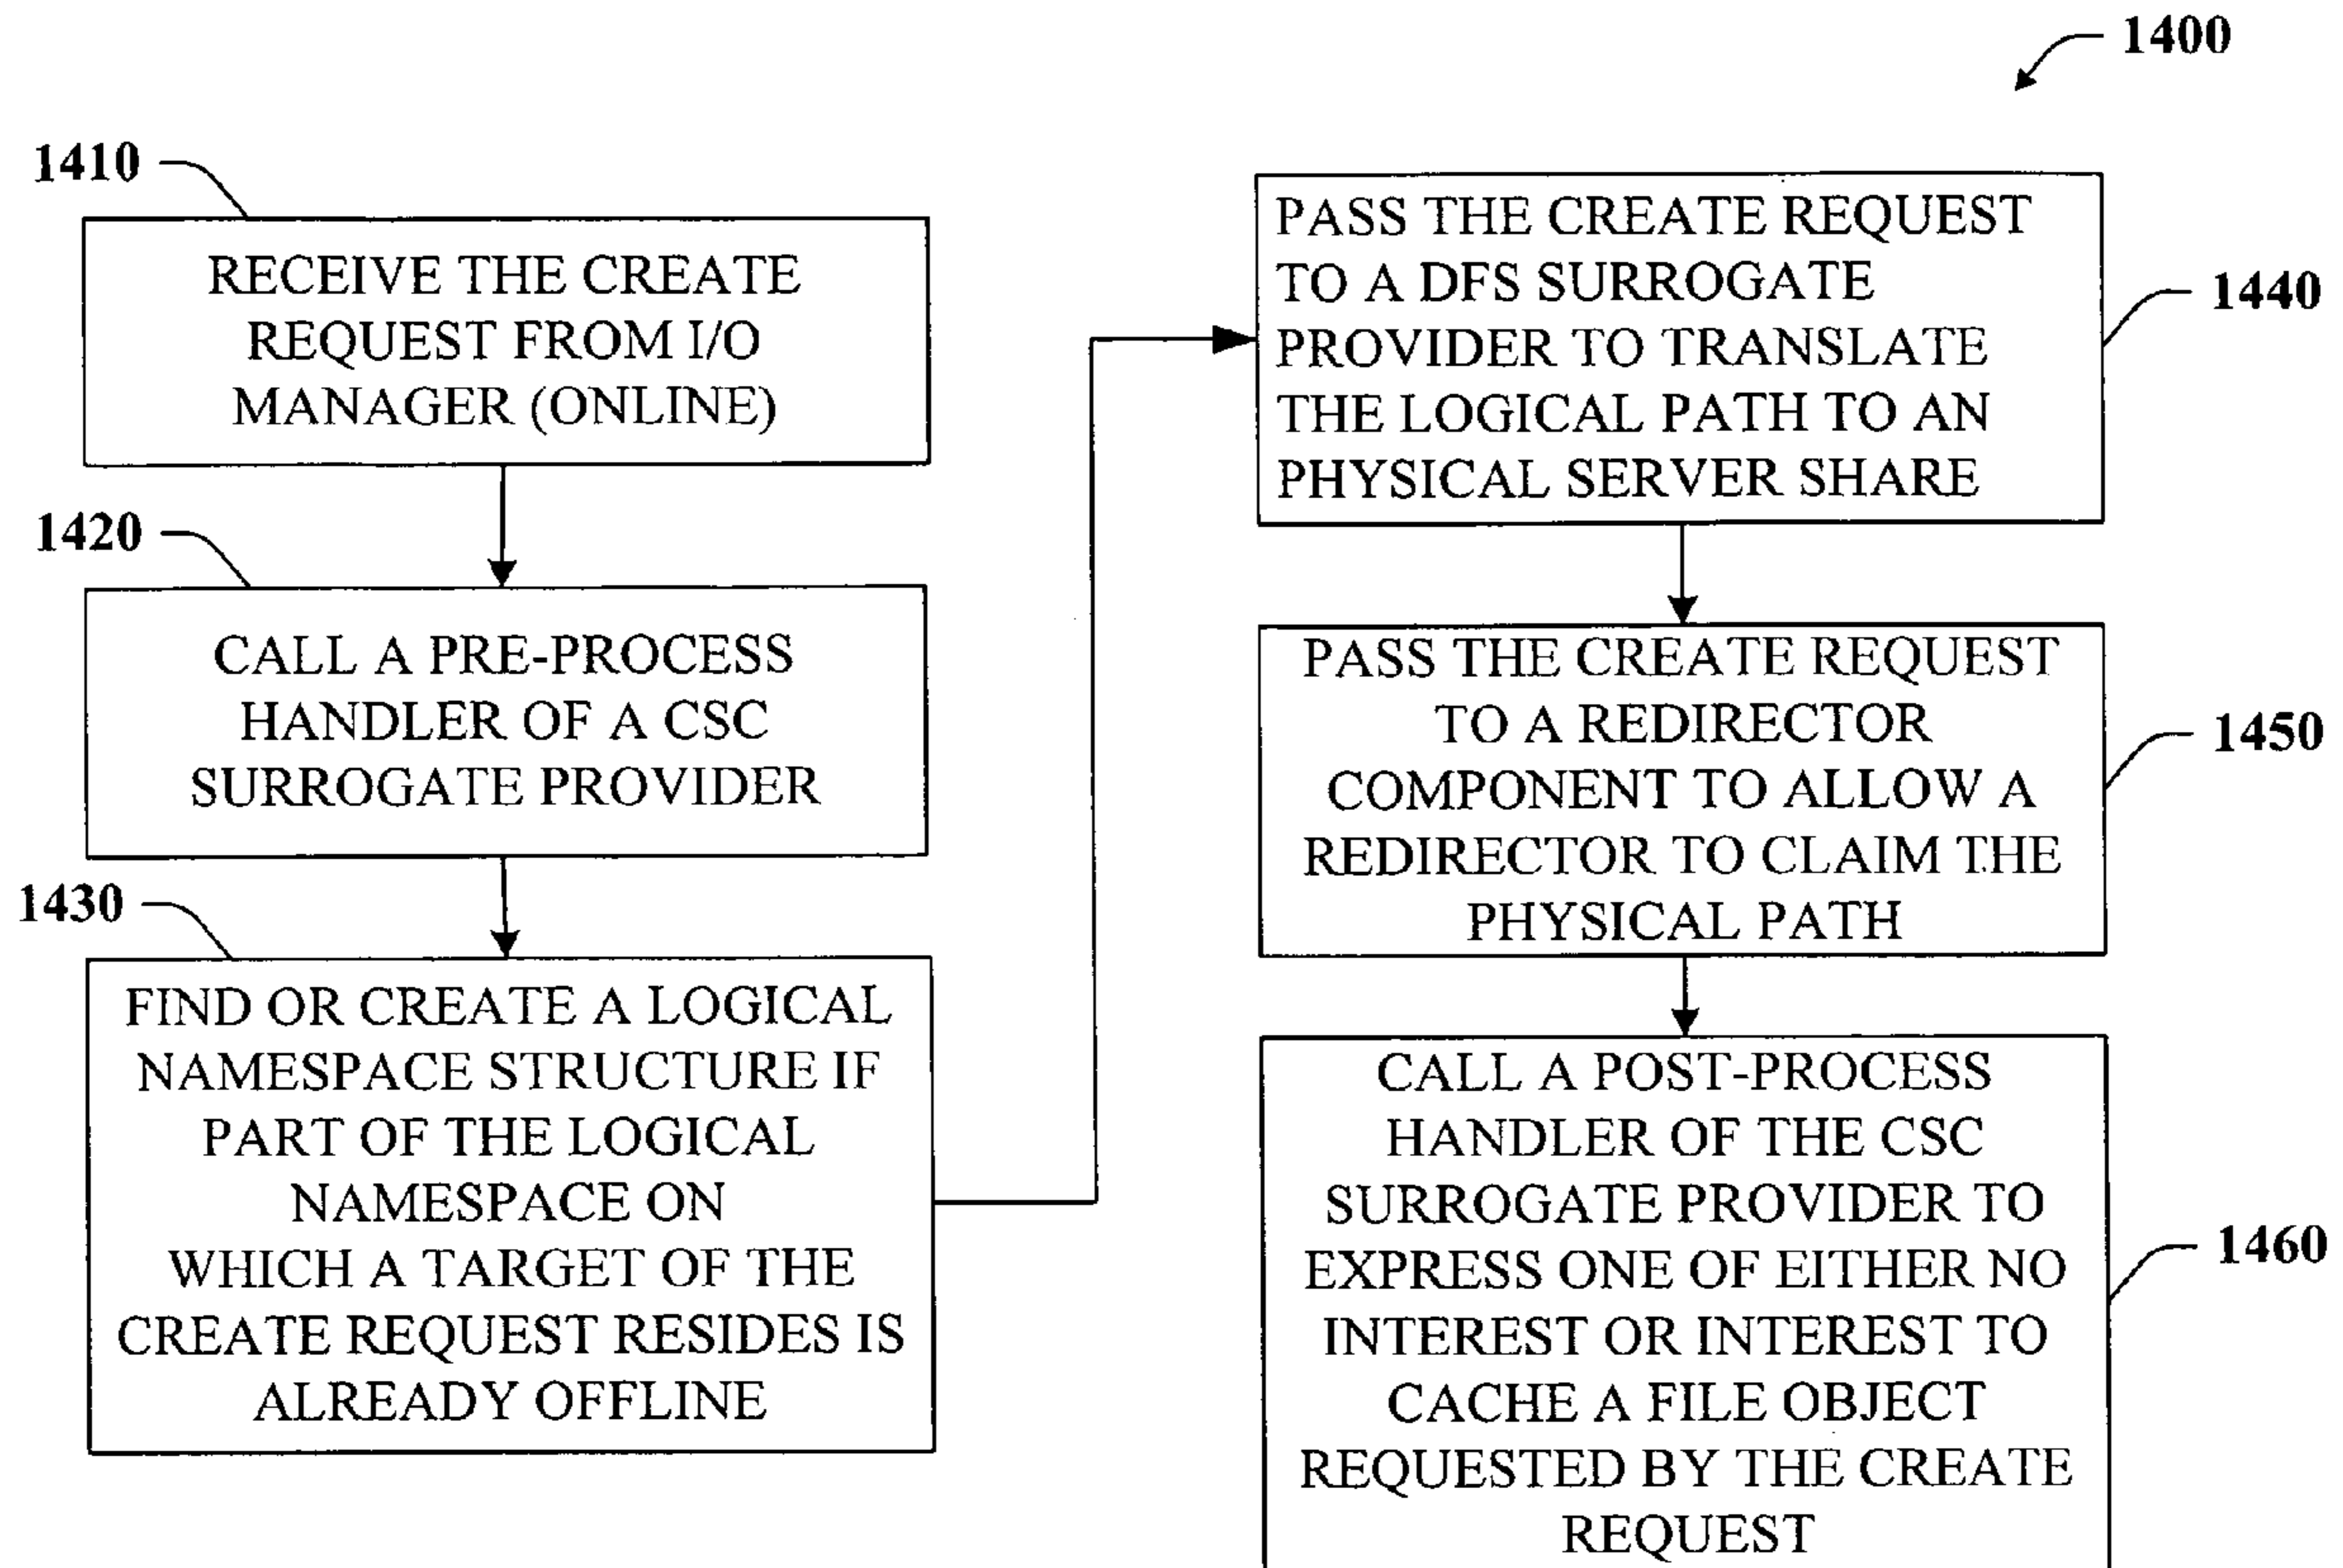 1400
1410
RECEIVE THE CREATE
REQUEST FROM I/O
MANAGER (ONLINE)
1420
CALL A PRE-PROCESS
HANDLER OF A CSC
SURROGATE PROVIDER
1430
FIND OR CREATE A LOGICAL
NAMESPACE STRUCTURE IF
PART OF THE LOGICAL
NAMESPACE ON
WHICH A TARGET OF THE
CREATE REQUEST RESIDES IS
ALREADY OFFLINE
PASS THE CREATE REQUEST
TO A DFS SURROGATE
PROVIDER TO TRANSLATE
THE LOGICAL PATH TO AN
PHYSICAL SERVER SHARE
1440
PASS THE CREATE REQUEST
TO A REDIRECTOR
COMPONENT TO ALLOW A
REDIRECTOR TO CLAIM THE
PHYSICAL PATH
1450
CALL A POST-PROCESS
HANDLER OF THE CSC
SURROGATE PROVIDER TO
EXPRESS ONE OF EITHER NO
INTEREST OR INTEREST TO
CACHE A FILE OBJECT
REQUESTED BY THE CREATE
REQUEST
1460